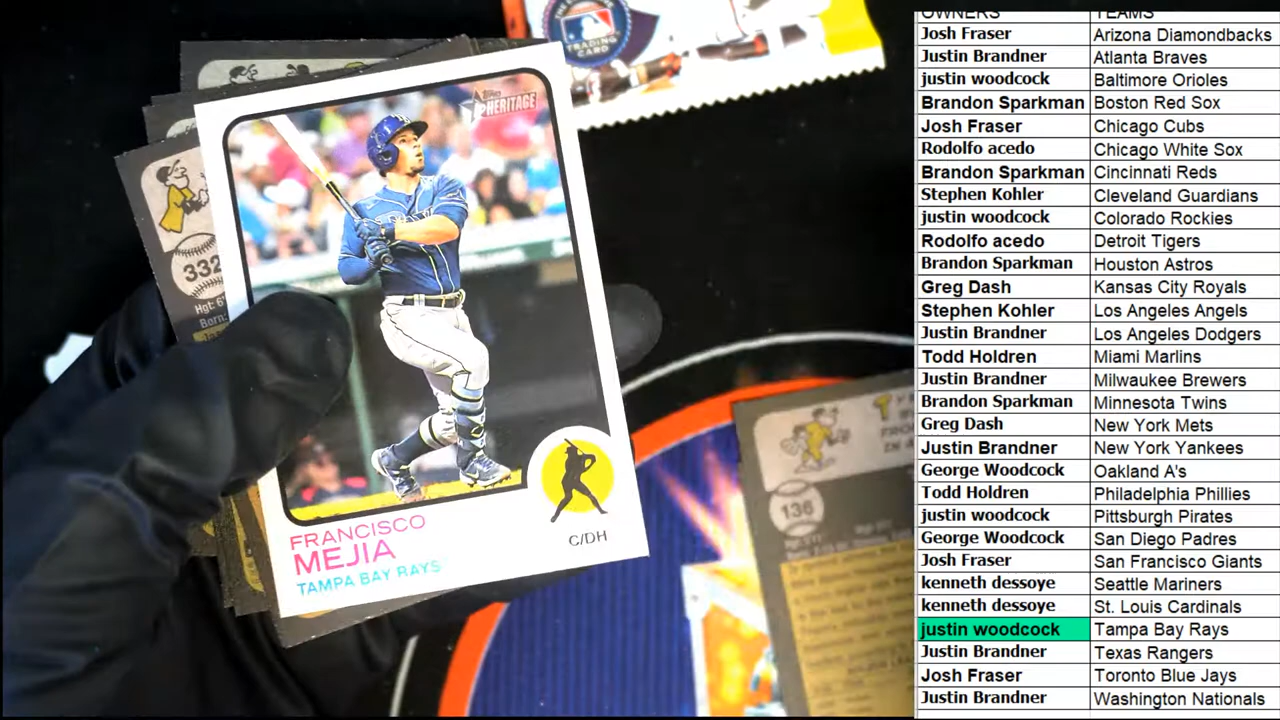 OWNERS TEAMS
Josh Fraser Arizona Diamondbacks
Justin Brandner Atlanta Braves
justin woodcock Baltimore Orioles
Brandon Sparkman Boston Red Sox
Josh Fraser Chicago Cubs
Rodolfo acedo Chicago White Sox
Brandon Sparkman Cincinnati Reds
Stephen Kohler Cleveland Guardians
justin woodcock Colorado Rockies
Rodolfo acedo Detroit Tigers
Brandon Sparkman Houston Astros
Greg Dash Kansas City Royals
Stephen Kohler Los Angeles Angels
Justin Brandner Los Angeles Dodgers
Todd Holdren Miami Marlins
Justin Brandner Milwaukee Brewers
Brandon Sparkman Minnesota Twins
Greg Dash New York Mets
Justin Brandner New York Yankees
George Woodcock Oakland A's
Todd Holdren Philadelphia Phillies
justin woodcock Pittsburgh Pirates
George Woodcock San Diego Padres
Josh Fraser San Francisco Giants
kenneth dessoye Seattle Mariners
kenneth dessoye St. Louis Cardinals
justin woodcock Tampa Bay Rays
Justin Brandner Texas Rangers
Josh Fraser Toronto Blue Jays
Justin Brandner Washington Nationals
TRADING
CARD
Topps
HERITAGE
332
Hgt: 6
Born:
FRANCISCO
MEJIA
TAMPA BAY RAYS
C/DH
136